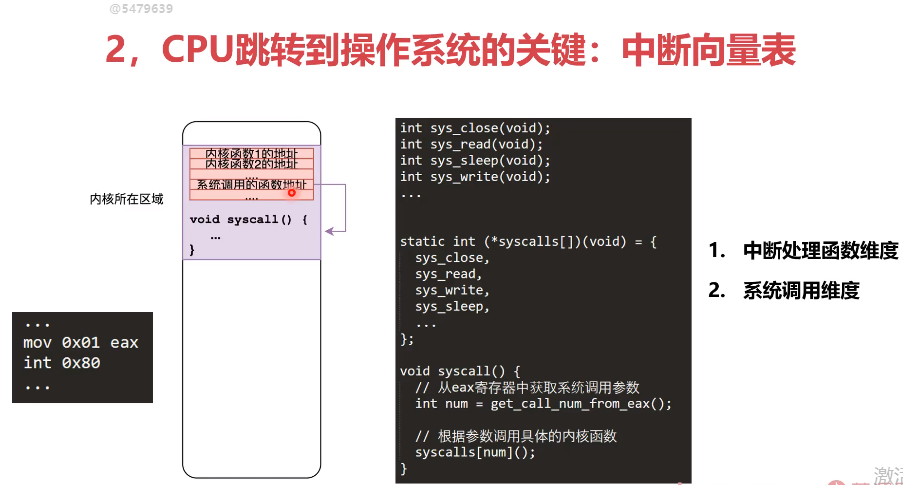 @5479639
2，CPU跳转到操作系统的关键：中断向量表
内核函数1的地址
内核函数2的地址
....
系统调用的函数地址
....
内核所在区域
void syscall() {
...
}
...
mov 0x01 eax
int 0x80
...
int sys_close(void);
int sys_read(void);
int sys_sleep(void);
int sys_write(void);
...
static int (*syscalls[])(void) = {
sys_close,
sys_read,
sys_write,
sys_sleep,
...
};
void syscall() {
// 从eax寄存器中获取系统调用参数
int num = get_call_num_from_eax();
// 根据参数调用具体的内核函数
syscalls[num]();
}
1. 中断处理函数维度
2. 系统调用维度
激活